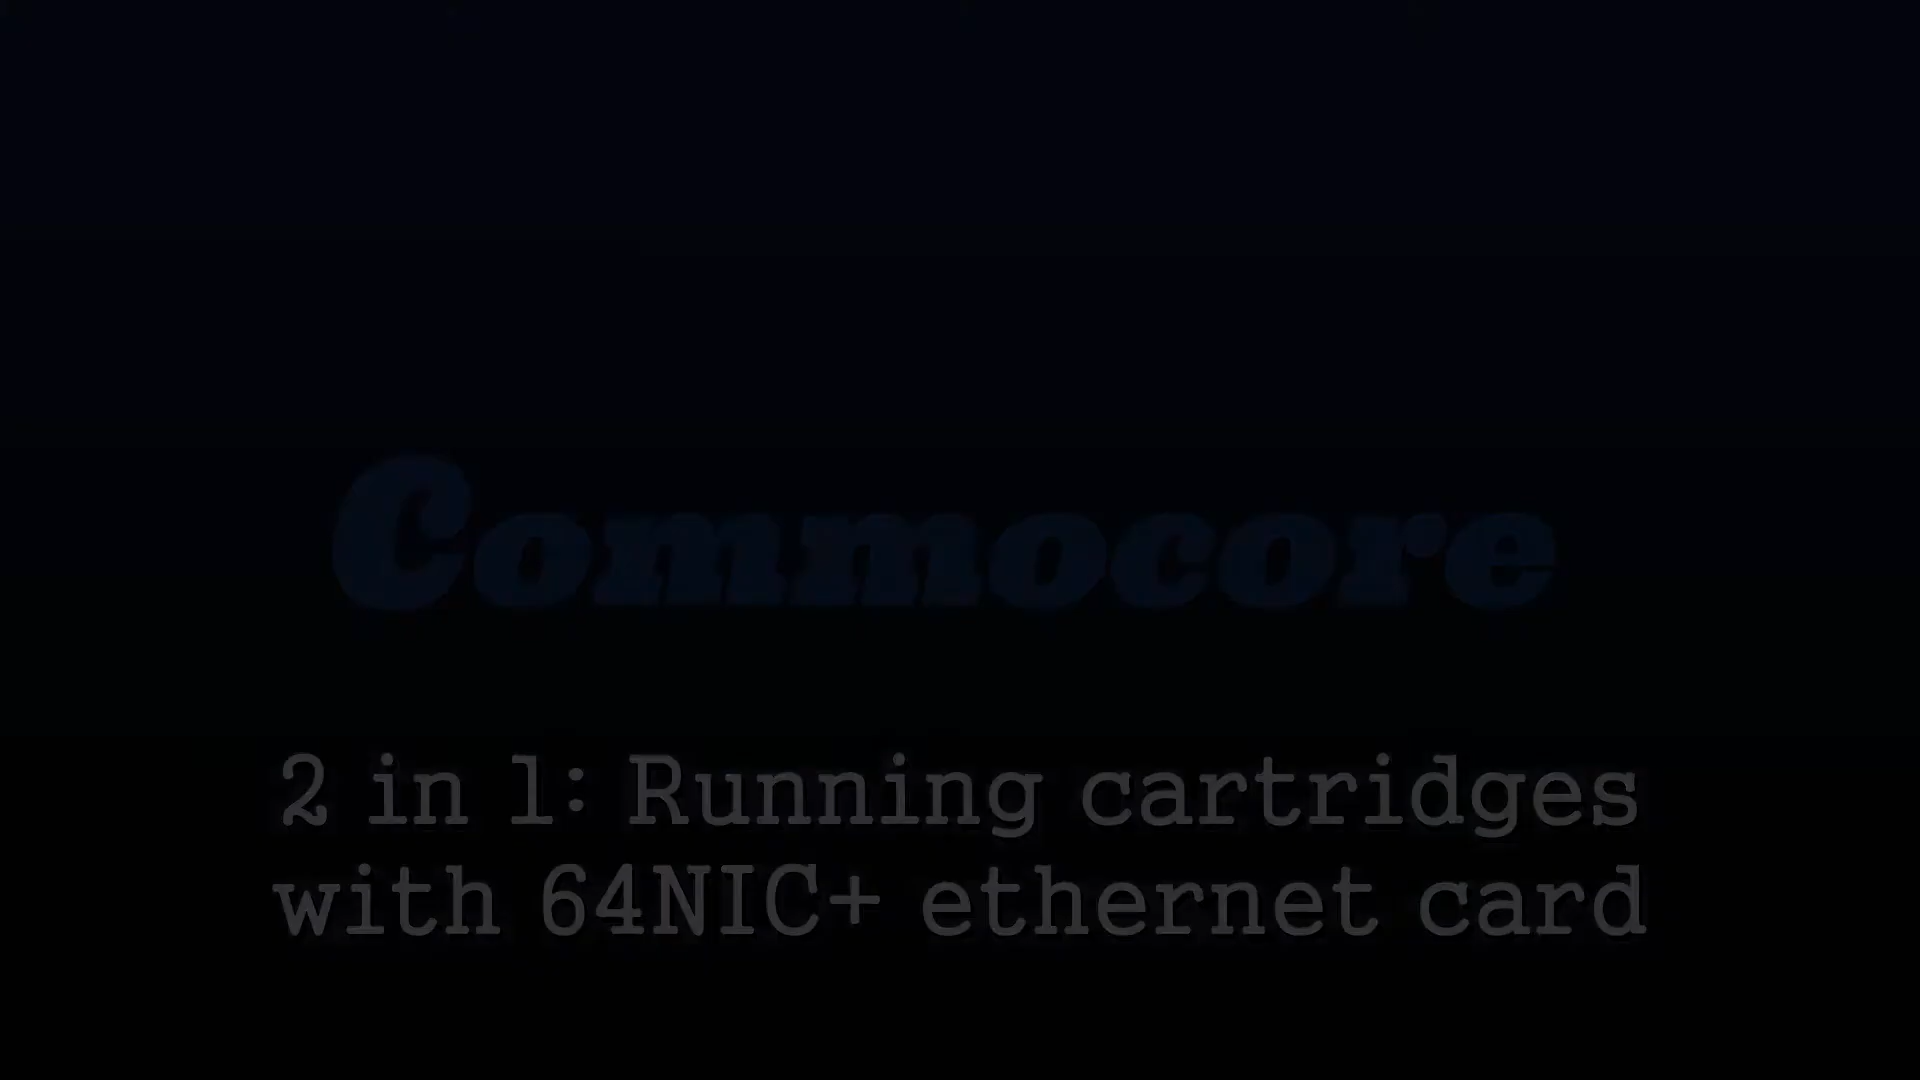 Commocore
2 in 1: Running cartridges
with 64NIC+ ethernet card